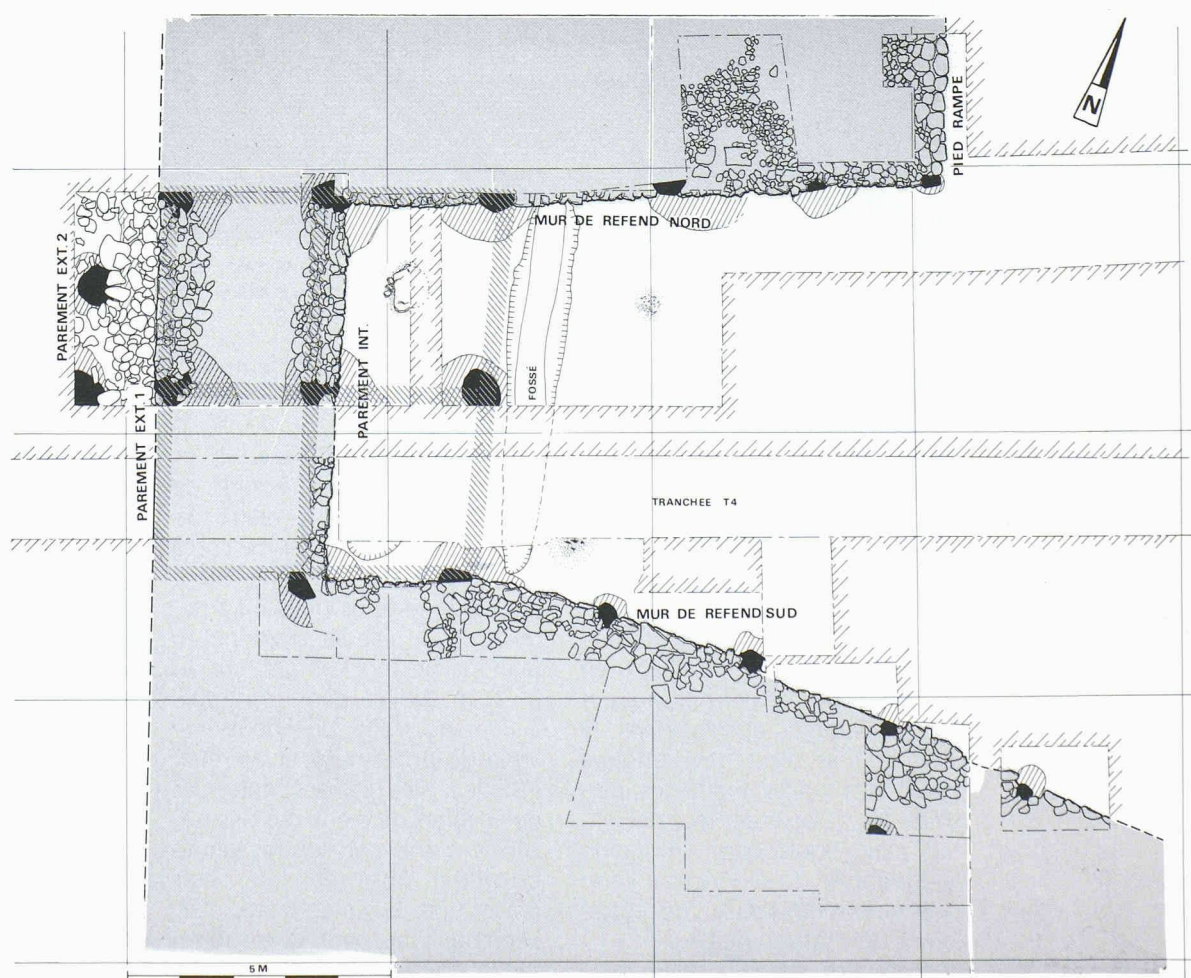 N
PIED RAMPE
MUR DE REFEND NORD
PAREMENT EXT. 2
PAREMENT INT.
FOSSÉ
PAREMENT EXT. 1
TRANCHEE T4
MUR DE REFEND SUD
5 M